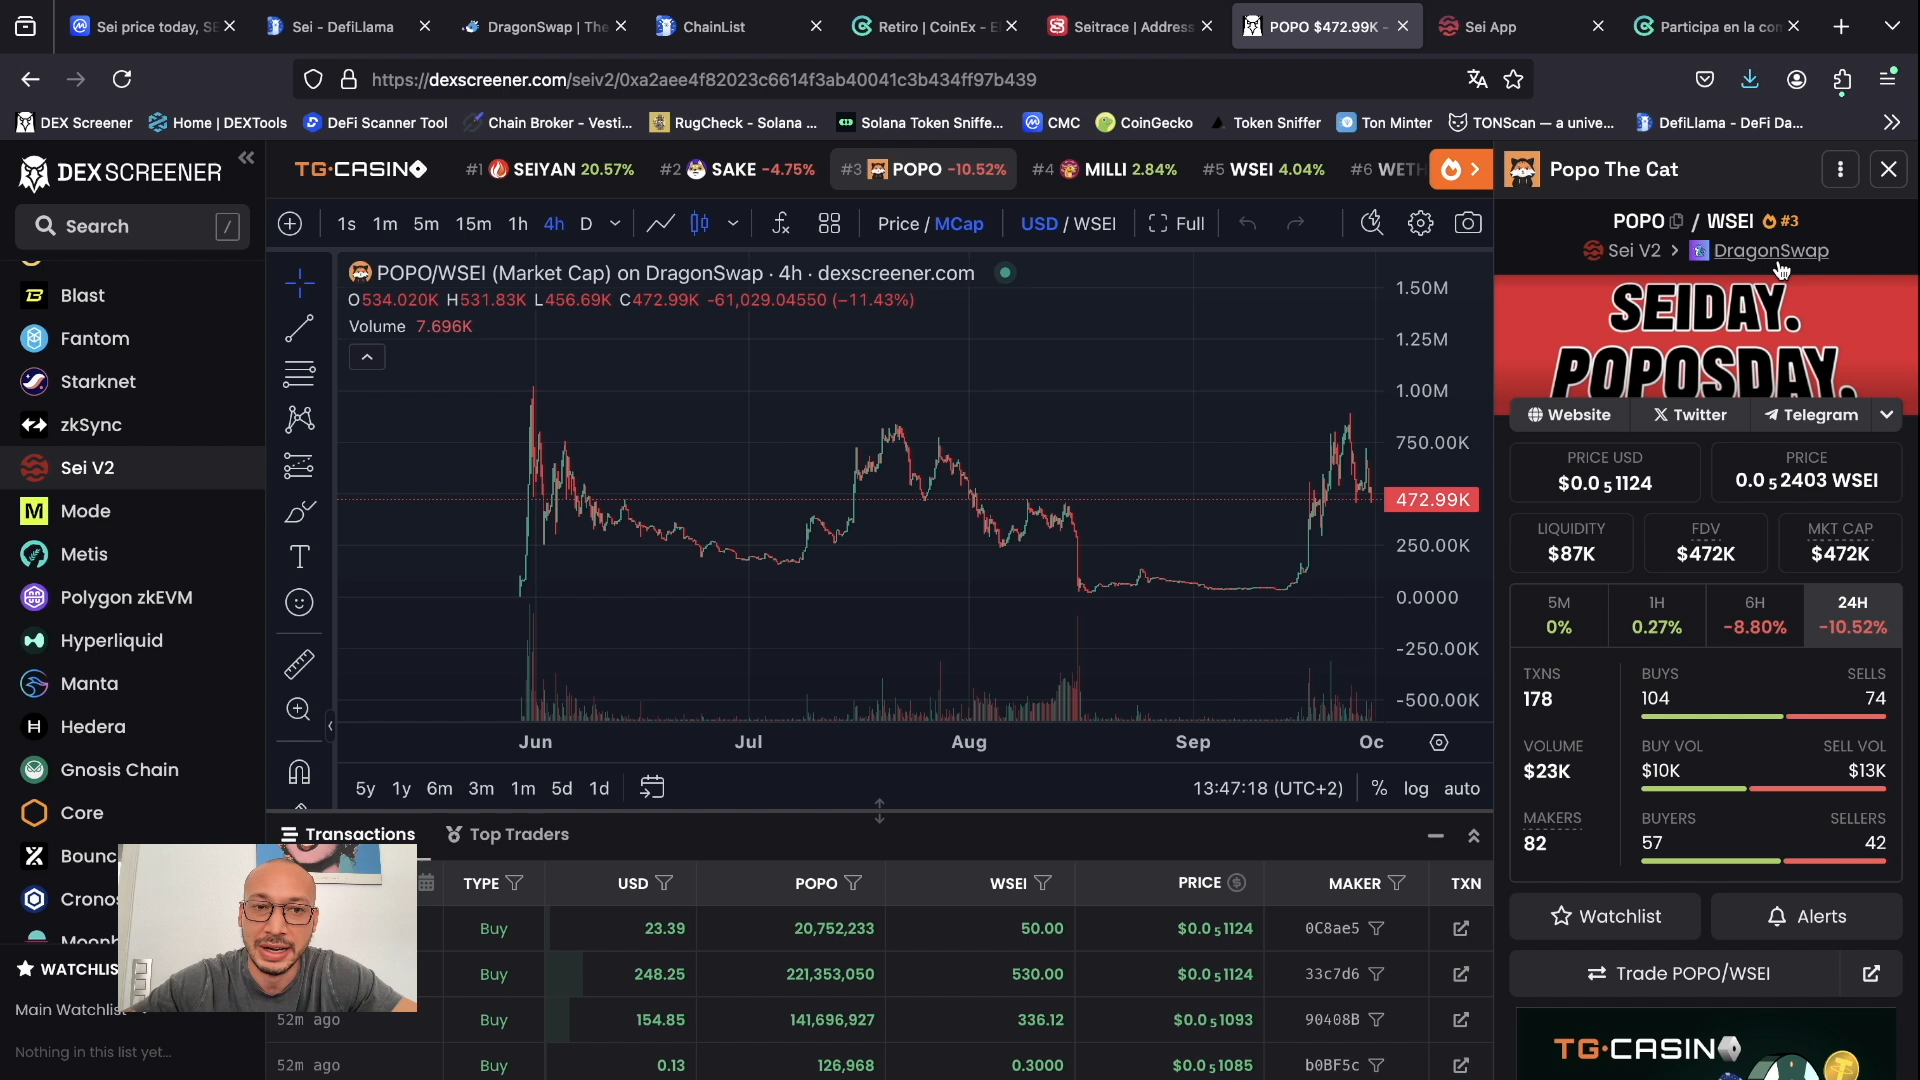 Sei price today, SE
Sei - DefiLlama
DragonSwap | The
ChainList
Retiro | CoinEx - E
Seitrace | Address
POPO $472.99K -
Sei App
Participa en la con
https://dexscreener.com/seiv2/0xa2aee4f82023c6614f3ab40041c3b434ff97b439
DEX Screener
Home | DEXTools
DeFi Scanner Tool
Chain Broker - Vesti...
RugCheck - Solana ...
Solana Token Sniffe...
CMC
CoinGecko
Token Sniffer
Ton Minter
TONScan — a unive...
DefiLlama - DeFi Da...
DEX SCREENER
Search /
Blast
Fantom
Starknet
zkSync
Sei V2
Mode
Metis
Polygon zkEVM
Hyperliquid
Manta
Hedera
Gnosis Chain
Core
Bounc
Cronos
WATCHLIS
Main Watchlist
Nothing in this list yet...
TG·CASINO
#1 SEIYAN 20.57%
#2 SAKE -4.75%
#3 POPO -10.52%
#4 MILLI 2.84%
#5 WSEI 4.04%
#6 WETH
1s 1m 5m 15m 1h 4h D
Price / MCap
USD / WSEI
Full
POPO/WSEI (Market Cap) on DragonSwap · 4h · dexscreener.com
O534.020K H531.83K L456.69K C472.99K -61,029.04550 (−11.43%)
Volume 7.696K
1.50M
1.25M
1.00M
750.00K
472.99K
250.00K
0.0000
-250.00K
-500.00K
Jun Jul Aug Sep Oc
5y 1y 6m 3m 1m 5d 1d
13:47:18 (UTC+2) % log auto
Transactions
Top Traders
TYPE USD POPO WSEI PRICE MAKER TXN
Buy 23.39 20,752,233 50.00 $0.0₅1124 0C8ae5
Buy 248.25 221,353,050 530.00 $0.0₅1124 33c7d6
52m ago Buy 154.85 141,696,927 336.12 $0.0₅1093 90408B
52m ago Buy 0.13 126,968 0.3000 $0.0₅1085 b0BF5c
Popo The Cat
POPO / WSEI #3
Sei V2 > DragonSwap
SEIDAY.
POPOSDAY.
Website
Twitter
Telegram
PRICE USD
$0.0₅1124
PRICE
0.0₅2403 WSEI
LIQUIDITY
$87K
FDV
$472K
MKT CAP
$472K
5M
0%
1H
0.27%
6H
-8.80%
24H
-10.52%
TXNS
178
BUYS
104
SELLS
74
VOLUME
$23K
BUY VOL
$10K
SELL VOL
$13K
MAKERS
82
BUYERS
57
SELLERS
42
Watchlist
Alerts
Trade POPO/WSEI
TG·CASINO